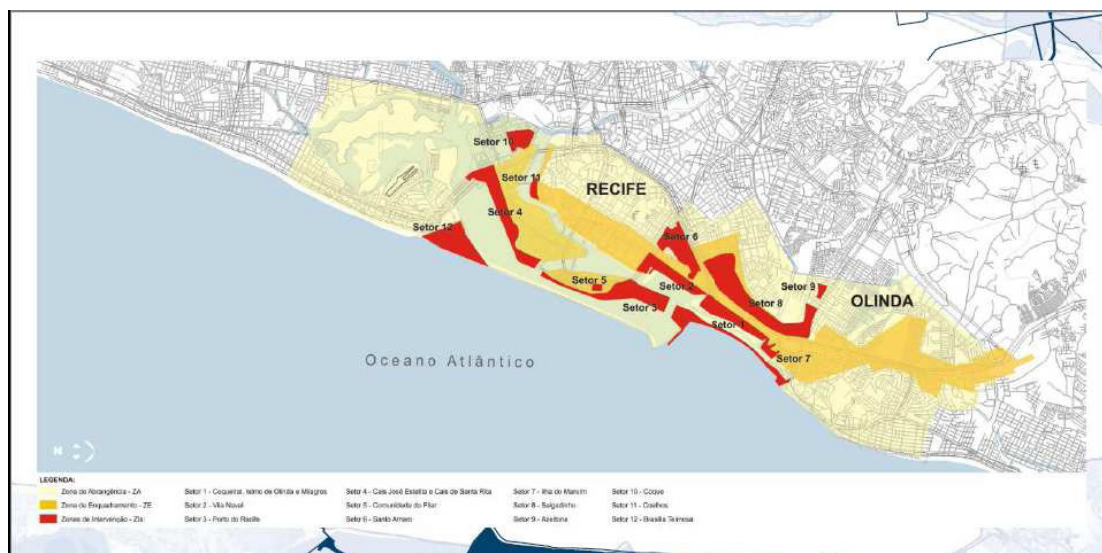 Setor 10
Setor 11
RECIFE
Setor 4
Setor 12
Setor 6
Setor 5
Setor 2
Setor 9
OLINDA
Setor 3
Setor 8
Setor 1
Setor 7
Oceano Atlântico
N
LEGENDA:
Zona de Abrangência - ZA
Setor 1 - Coqueiral, Istmo de Olinda e Milagres
Setor 4 - Cais José Estelita e Cais de Santa Rita
Setor 7 - Ilha do Maruim
Setor 10 - Coque
Zona de Enquadramento - ZE
Setor 2 - Vila Naval
Setor 5 - Comunidade do Pilar
Setor 8 - Salgadinho
Setor 11 - Coelhos
Zonas de Intervenção - ZIs
Setor 3 - Porto do Recife
Setor 6 - Santo Amaro
Setor 9 - Azeitona
Setor 12 - Brasília Teimosa